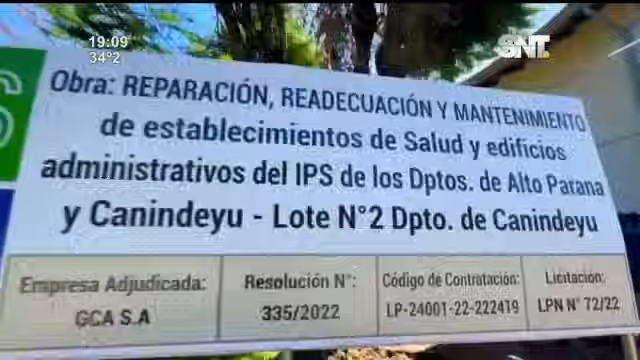 19:09
34°2
SNT
Obra: REPARACIÓN, READECUACIÓN Y MANTENIMIENTO
de establecimientos de Salud y edificios
administrativos del IPS de los Dptos. de Alto Parana
y Canindeyu - Lote N°2 Dpto. de Canindeyu
Empresa Adjudicada:
GCA S.A
Resolución N°:
335/2022
Código de Contratación:
LP-24001-22-222419
Licitación:
LPN N° 72/22